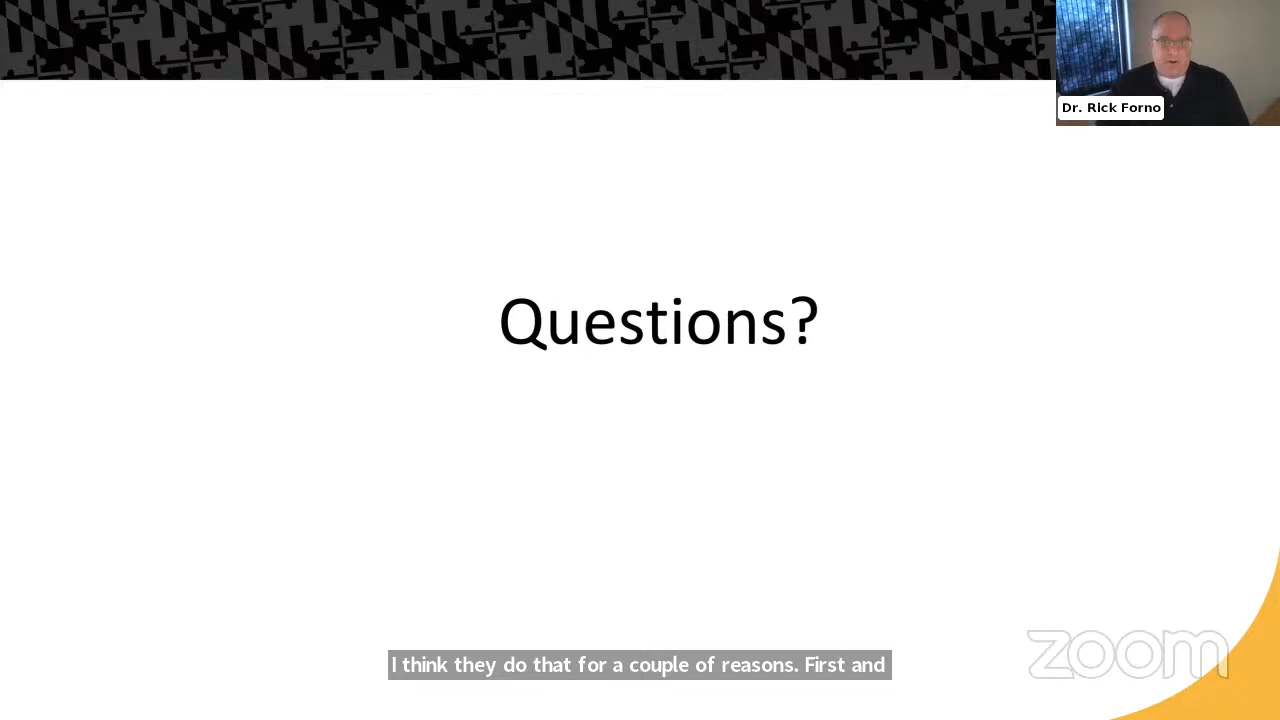 Dr. Rick Forno
Questions?
zoom
I think they do that for a couple of reasons. First and